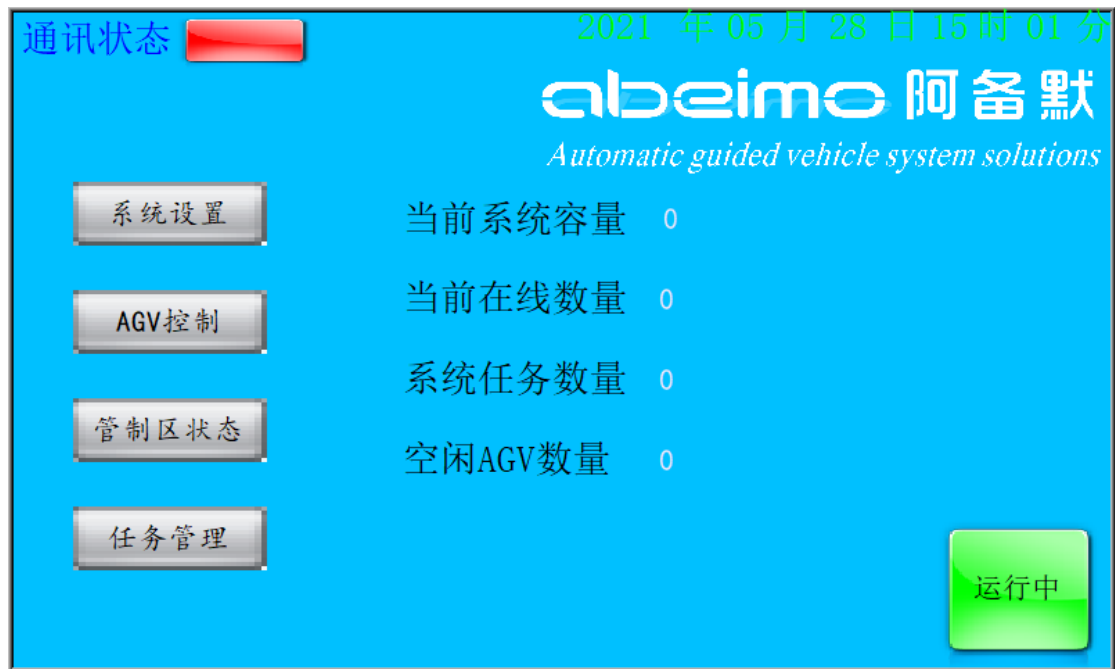 通讯状态
2021 年 05 月 28 日 15 时 01 分
abeimo 阿备默
Automatic guided vehicle system solutions
系统设置
AGV控制
管制区状态
任务管理
当前系统容量 0
当前在线数量 0
系统任务数量 0
空闲AGV数量 0
运行中